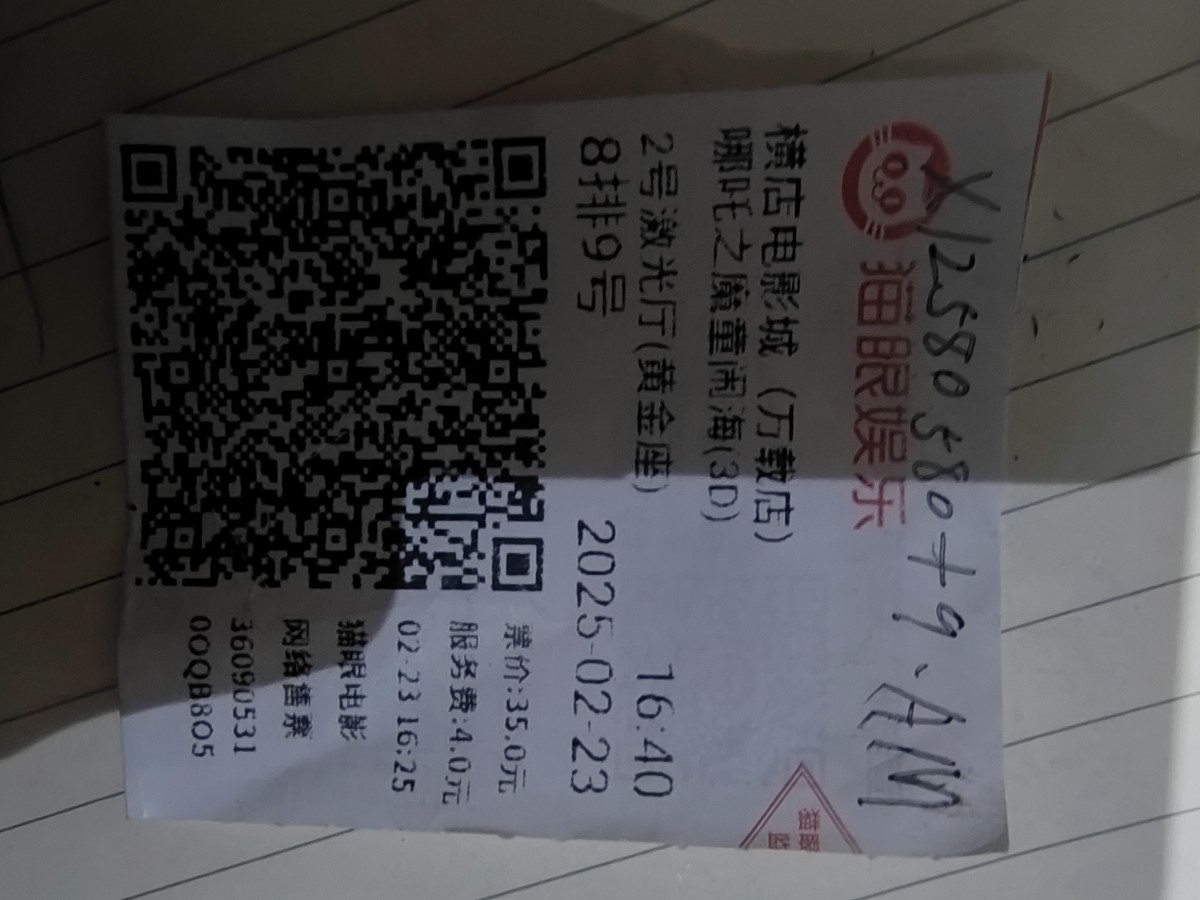 Y12580580+9、AM
猫眼娱乐
横店电影城（万载店）
哪吒之魔童闹海(3D)
2号激光厅(黄金座) 16:40
8排9号 2025-02-23
票价:35.0元
服务费:4.0元
02-23 16:25
猫眼电影
网络售票
36090531
00QB805
猫眼